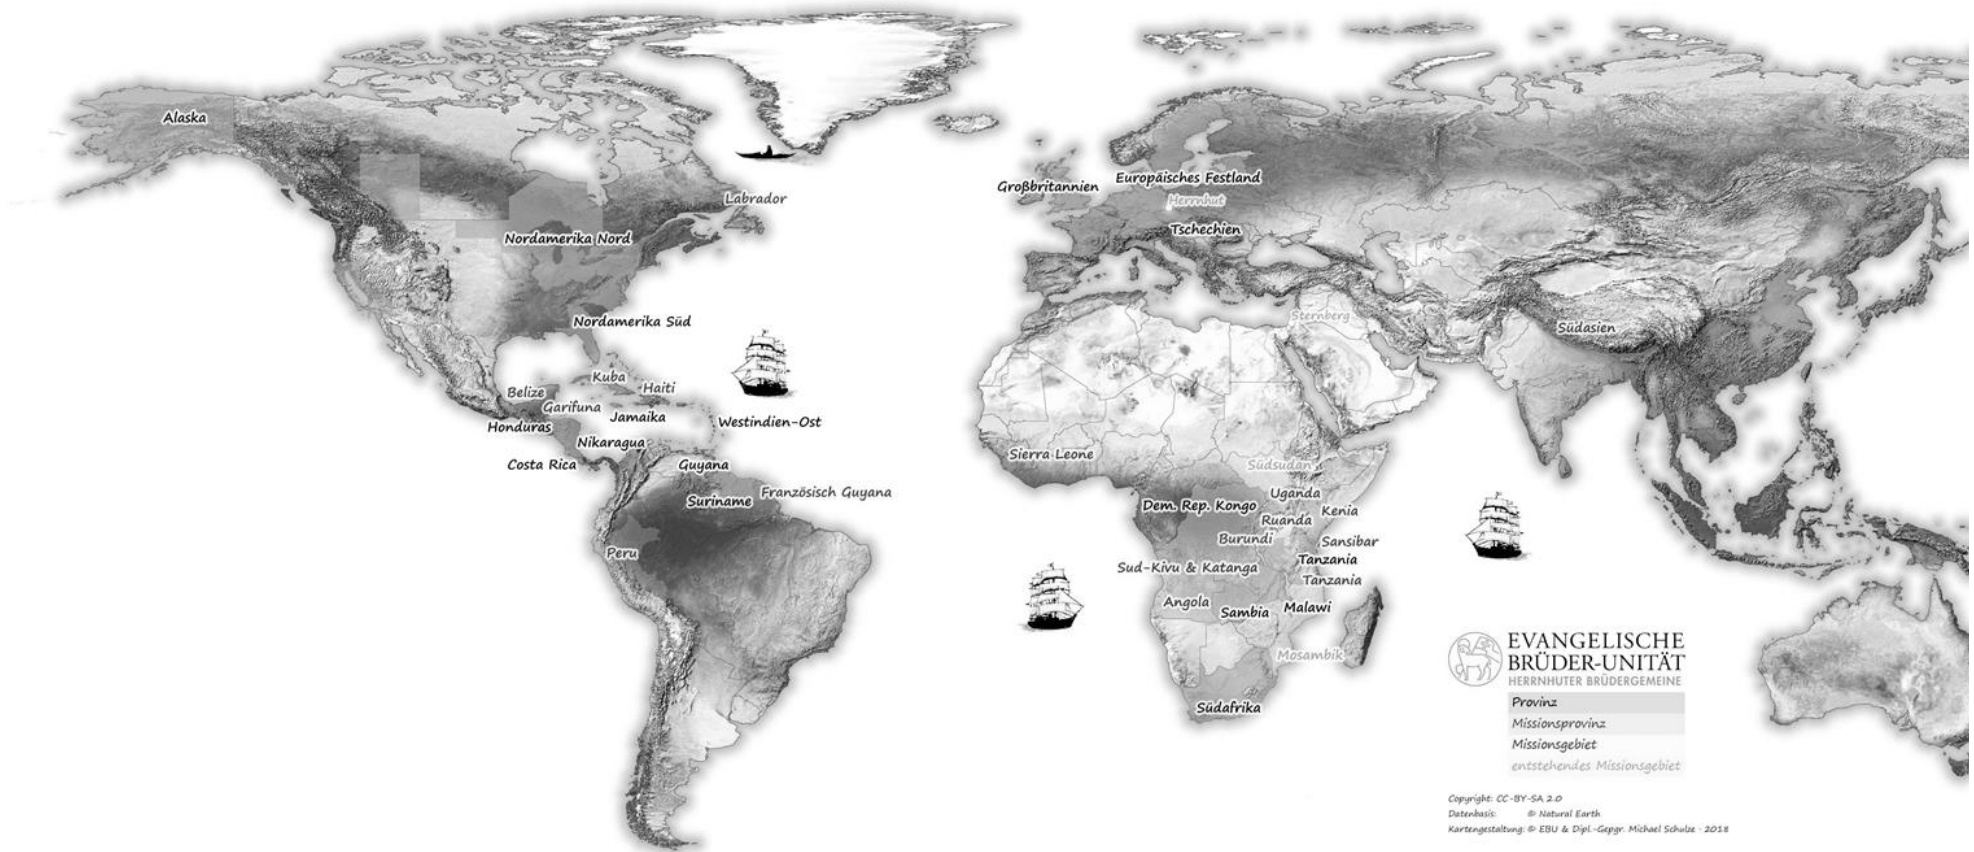 Alaska
Labrador
Nordamerika Nord
Nordamerika Süd
Kuba
Haiti
Belize
Garifuna
Jamaika
Honduras
Westindien-Ost
Nikaragua
Costa Rica
Guyana
Französisch Guyana
Suriname
Peru
Großbritannien
Europäisches Festland
Herrnhut
Tschechien
Sternberg
Südasien
Sierra Leone
Südsudan
Uganda
Dem. Rep. Kongo
Kenia
Ruanda
Burundi
Sansibar
Tanzania
Sud-Kivu & Katanga
Tanzania
Angola
Sambia
Malawi
Mosambik
Südafrika
EVANGELISCHE
BRÜDER-UNITÄT
HERRNHUTER BRÜDERGEMEINE
Provinz
Missionsprovinz
Missionsgebiet
entstehendes Missionsgebiet
Copyright: CC-BY-SA 2.0
Datenbasis: © Natural Earth
Kartengestaltung: © EBU & Dipl.-Gepgr. Michael Schulze - 2018